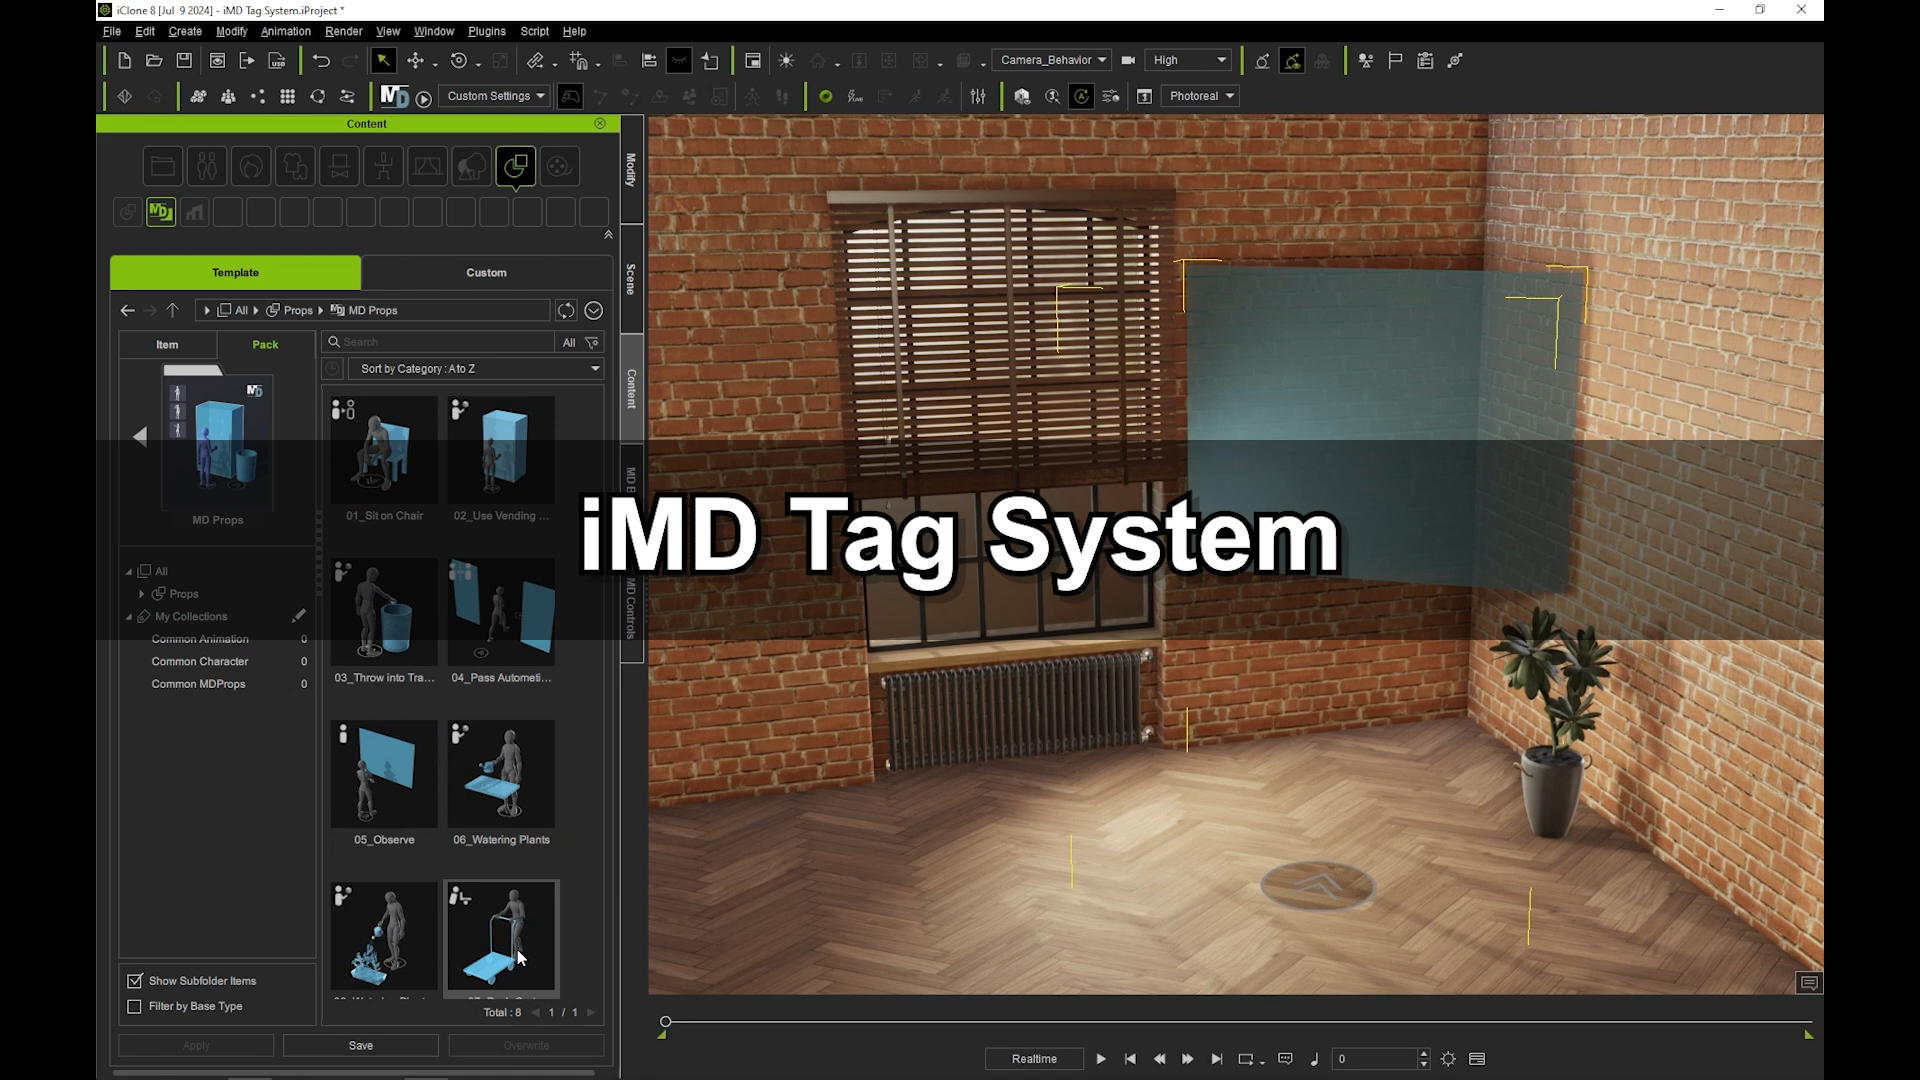 iClone 8 [Jul 9 2024] - iMD Tag System.iProject *
File Edit Create Modify Animation Render View Window Plugins Script Help
Camera_Behavior High
MD Custom Settings Photoreal
Content
Modify
Scene
Content
MD Controls
MD
Template Custom
All Props MD Props
Item Pack
Search All
Sort by Category : A to Z
MD
MD Props
01_Sit on Chair 02_Use Vending ...
iMD Tag System
All
Props
My Collections
Common Animation 0
Common Character 0
Common MDProps 0
03_Throw into Tra... 04_Pass Autometi...
05_Observe 06_Watering Plants
Show Subfolder Items
Filter by Base Type
Total : 8 1 / 1
Apply Save Overwrite
Realtime 0